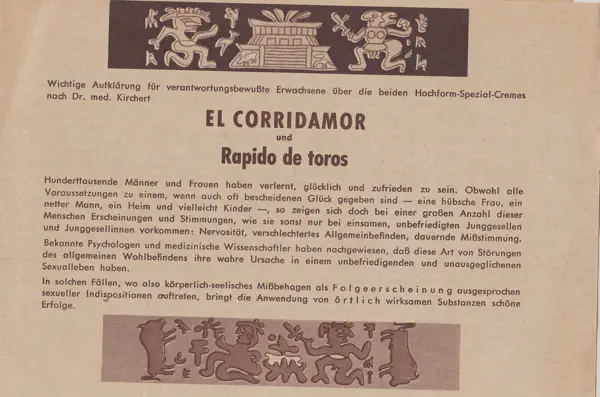 Wichtige Aufklärung für verantwortungsbewußte Erwachsene über die beiden Hochform-Spezial-Cremes
nach Dr. med. Kirchert
EL CORRIDAMOR
und
Rapido de toros
Hunderttausende Männer und Frauen haben verlernt, glücklich und zufrieden zu sein. Obwohl alle
Voraussetzungen zu einem, wenn auch oft bescheidenen Glück gegeben sind — eine hübsche Frau, ein
netter Mann, ein Heim und vielleicht Kinder —, so zeigen sich doch bei einer großen Anzahl dieser
Menschen Erscheinungen und Stimmungen, wie sie sonst nur bei einsamen, unbefriedigten Junggesellen
und Junggesellinnen vorkommen: Nervosität, verschlechtertes Allgemeinbefinden, dauernde Mißstimmung.
Bekannte Psychologen und medizinische Wissenschaftler haben nachgewiesen, daß diese Art von Störungen
des allgemeinen Wohlbefindens ihre wahre Ursache in einem unbefriedigenden und unausgeglichenen
Sexualleben haben.
In solchen Fällen, wo also körperlich-seelisches Mißbehagen als Folgeerscheinung ausgesprochen
sexueller Indispositionen auftreten, bringt die Anwendung von örtlich wirksamen Substanzen schöne
Erfolge.